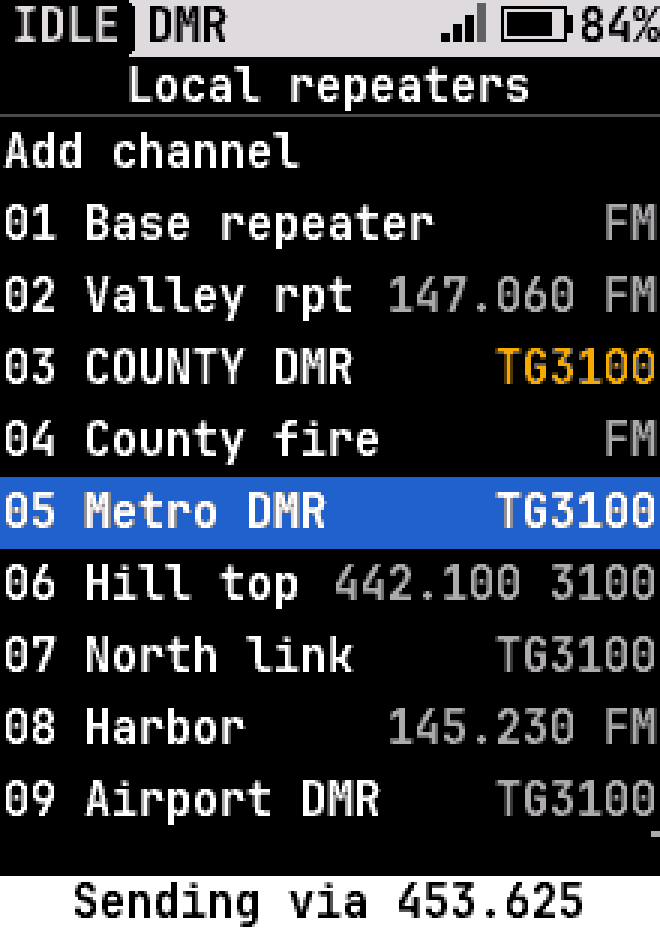 IDLE DMR 84%
Local repeaters
Add channel
01 Base repeater FM
02 Valley rpt 147.060 FM
03 COUNTY DMR TG3100
04 County fire FM
05 Metro DMR TG3100
06 Hill top 442.100 3100
07 North link TG3100
08 Harbor 145.230 FM
09 Airport DMR TG3100
Sending via 453.625